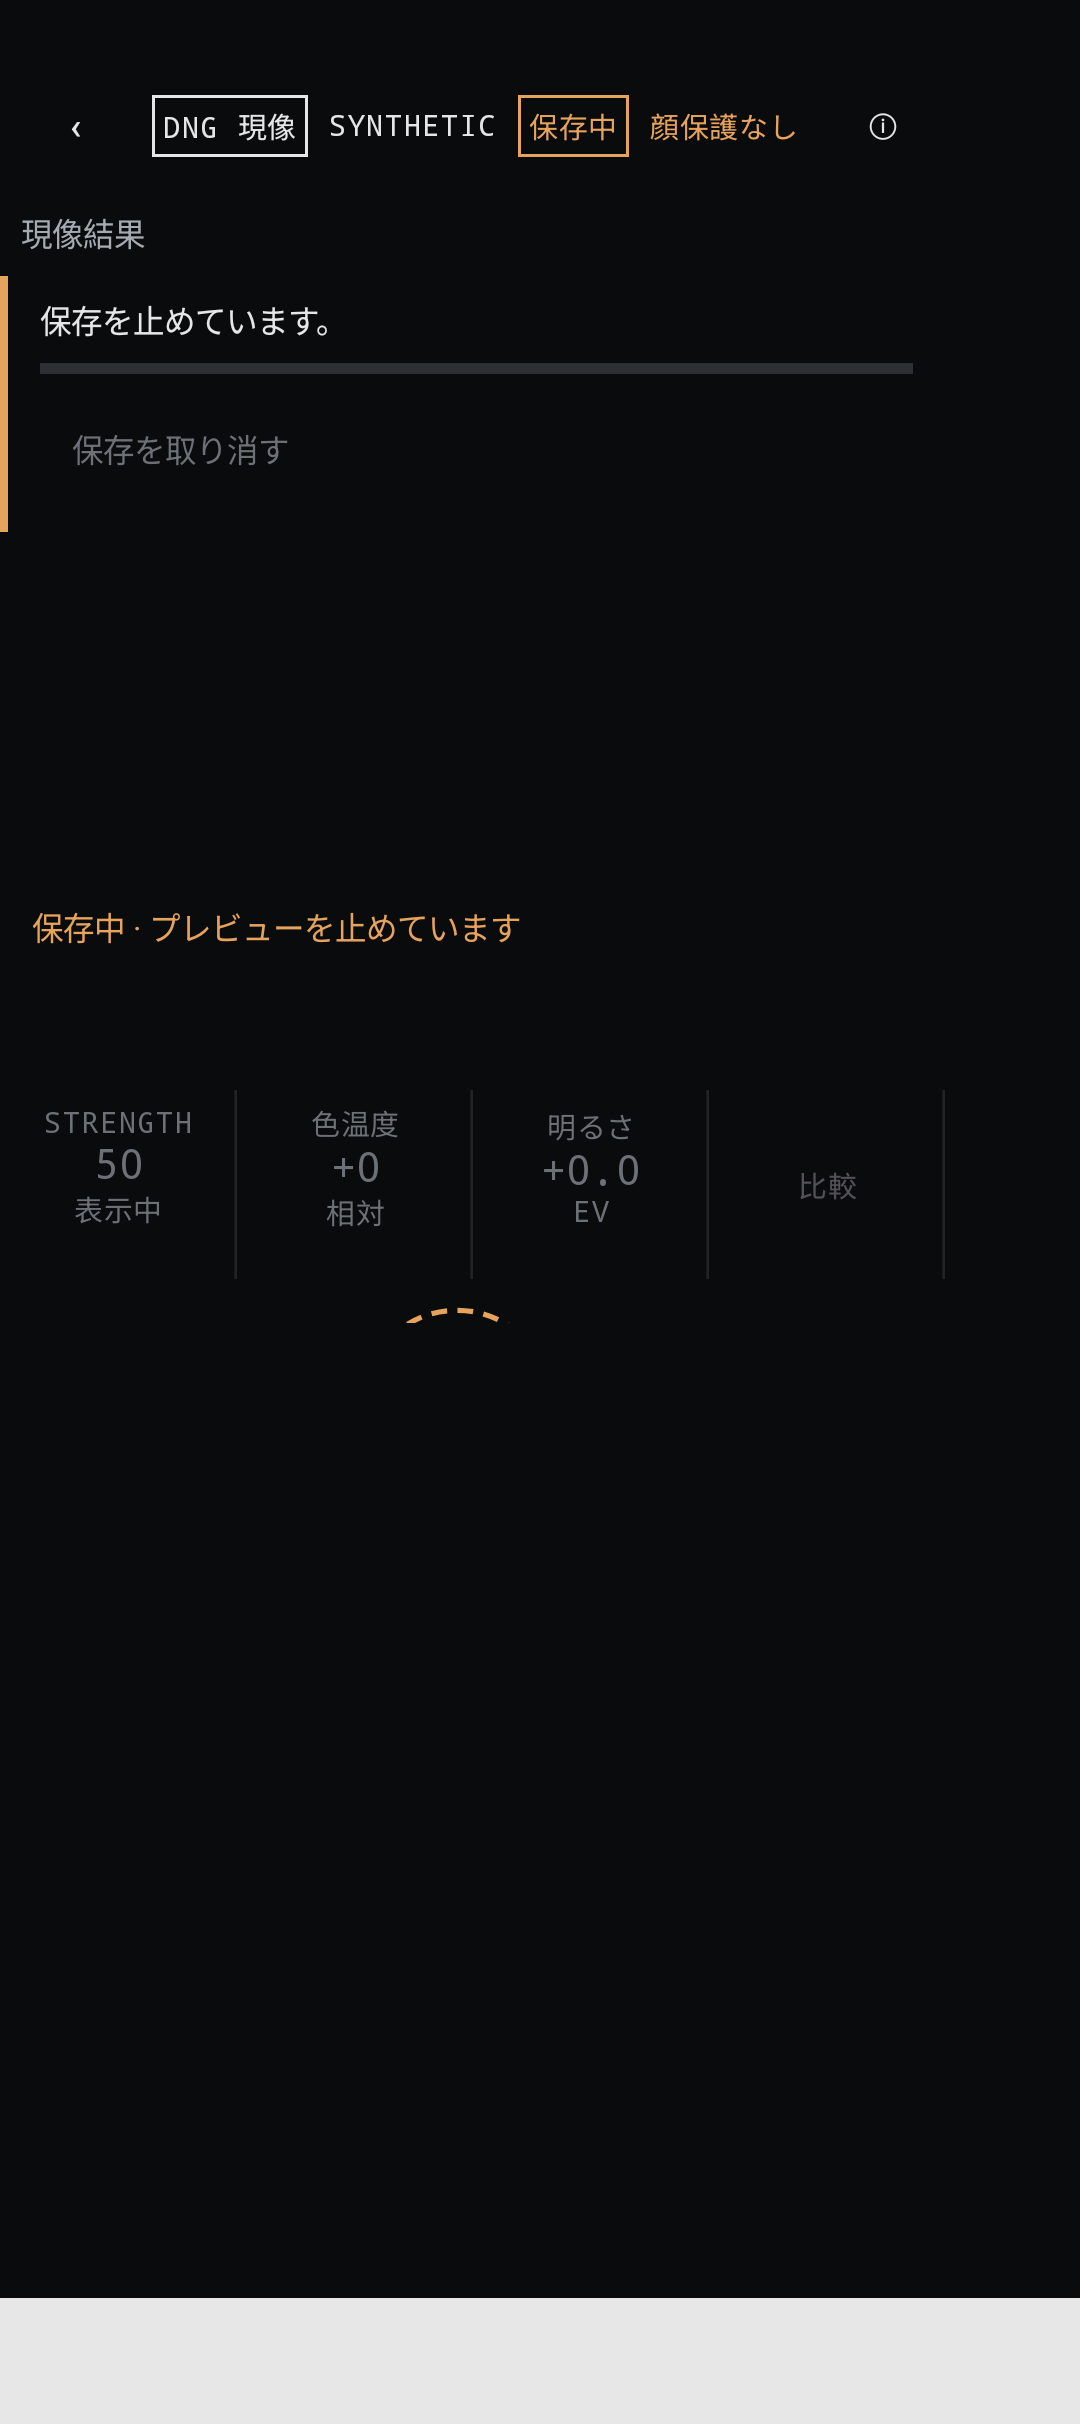 ‹ DNG 現像 SYNTHETIC 保存中 顔保護なし ⓘ
現像結果
保存を止めています。
保存を取り消す
保存中 · プレビューを止めています
STRENGTH
50
表示中
色温度
+0
相対
明るさ
+0.0
EV
比較